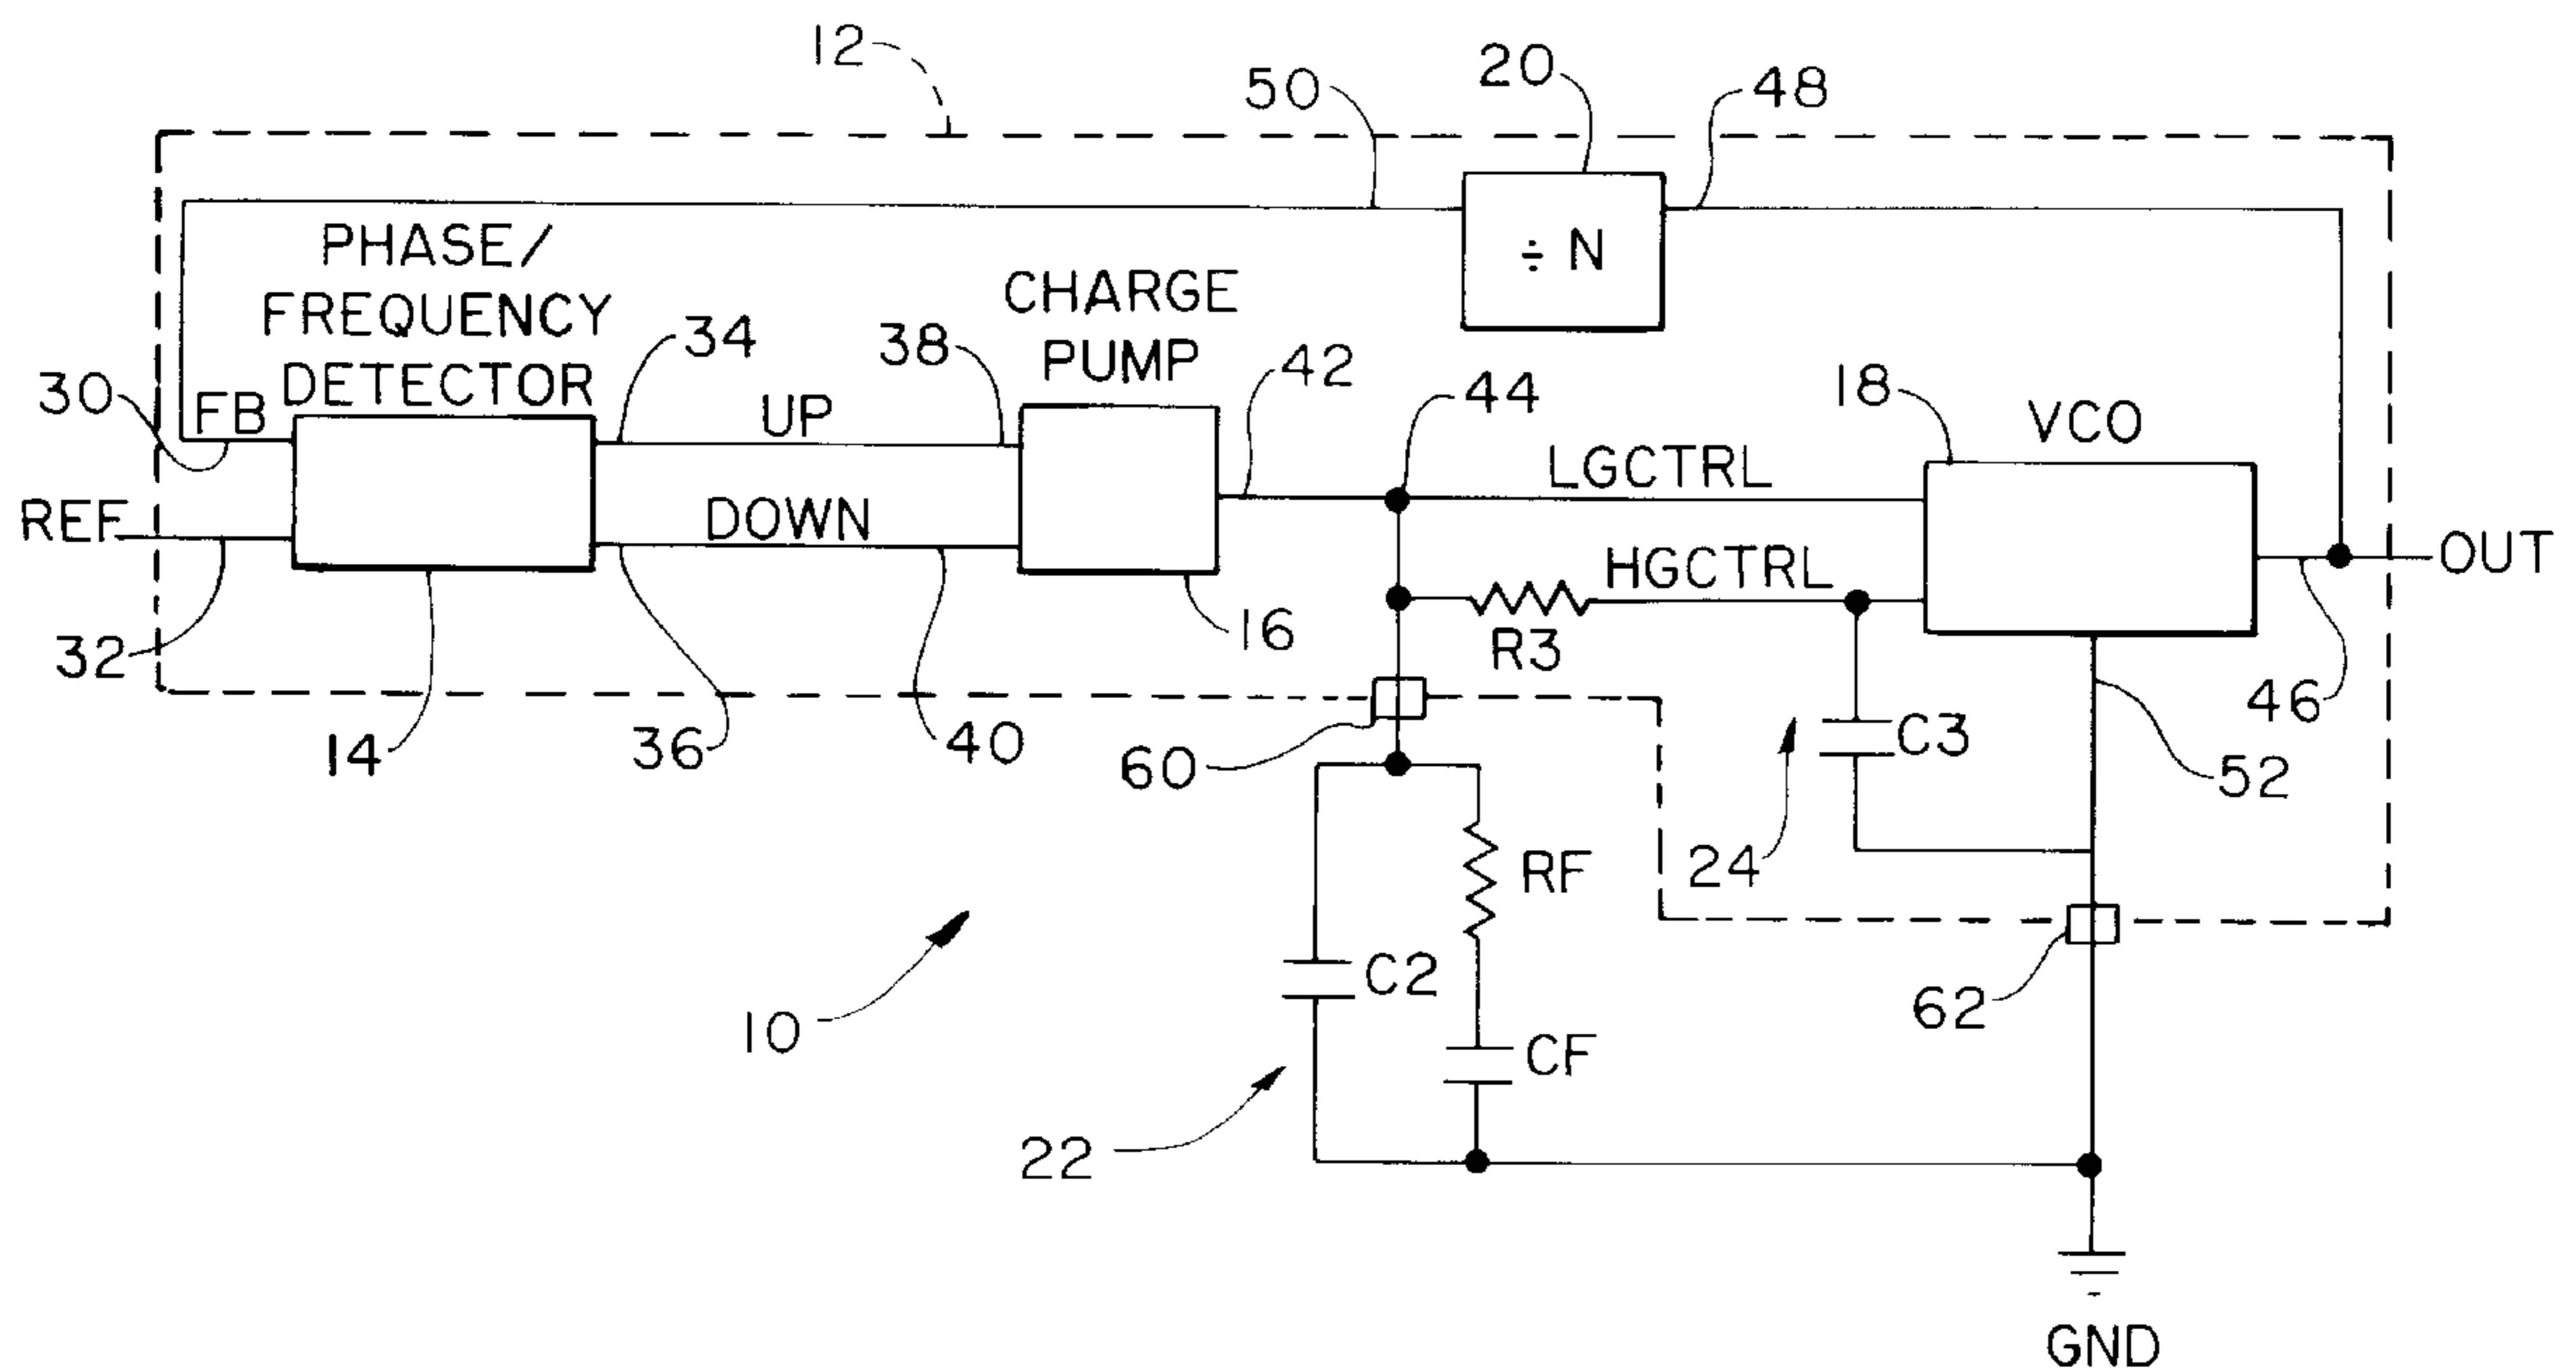 12
50
20
48
÷ N
PHASE/
FREQUENCY
DETECTOR
CHARGE
PUMP
34
38
42
44
18
VCO
30
FB
UP
LGCTRL
REF
DOWN
HGCTRL
OUT
32
16
R3
46
14
36
40
60
C3
52
24
RF
10
C2
62
CF
22
GND